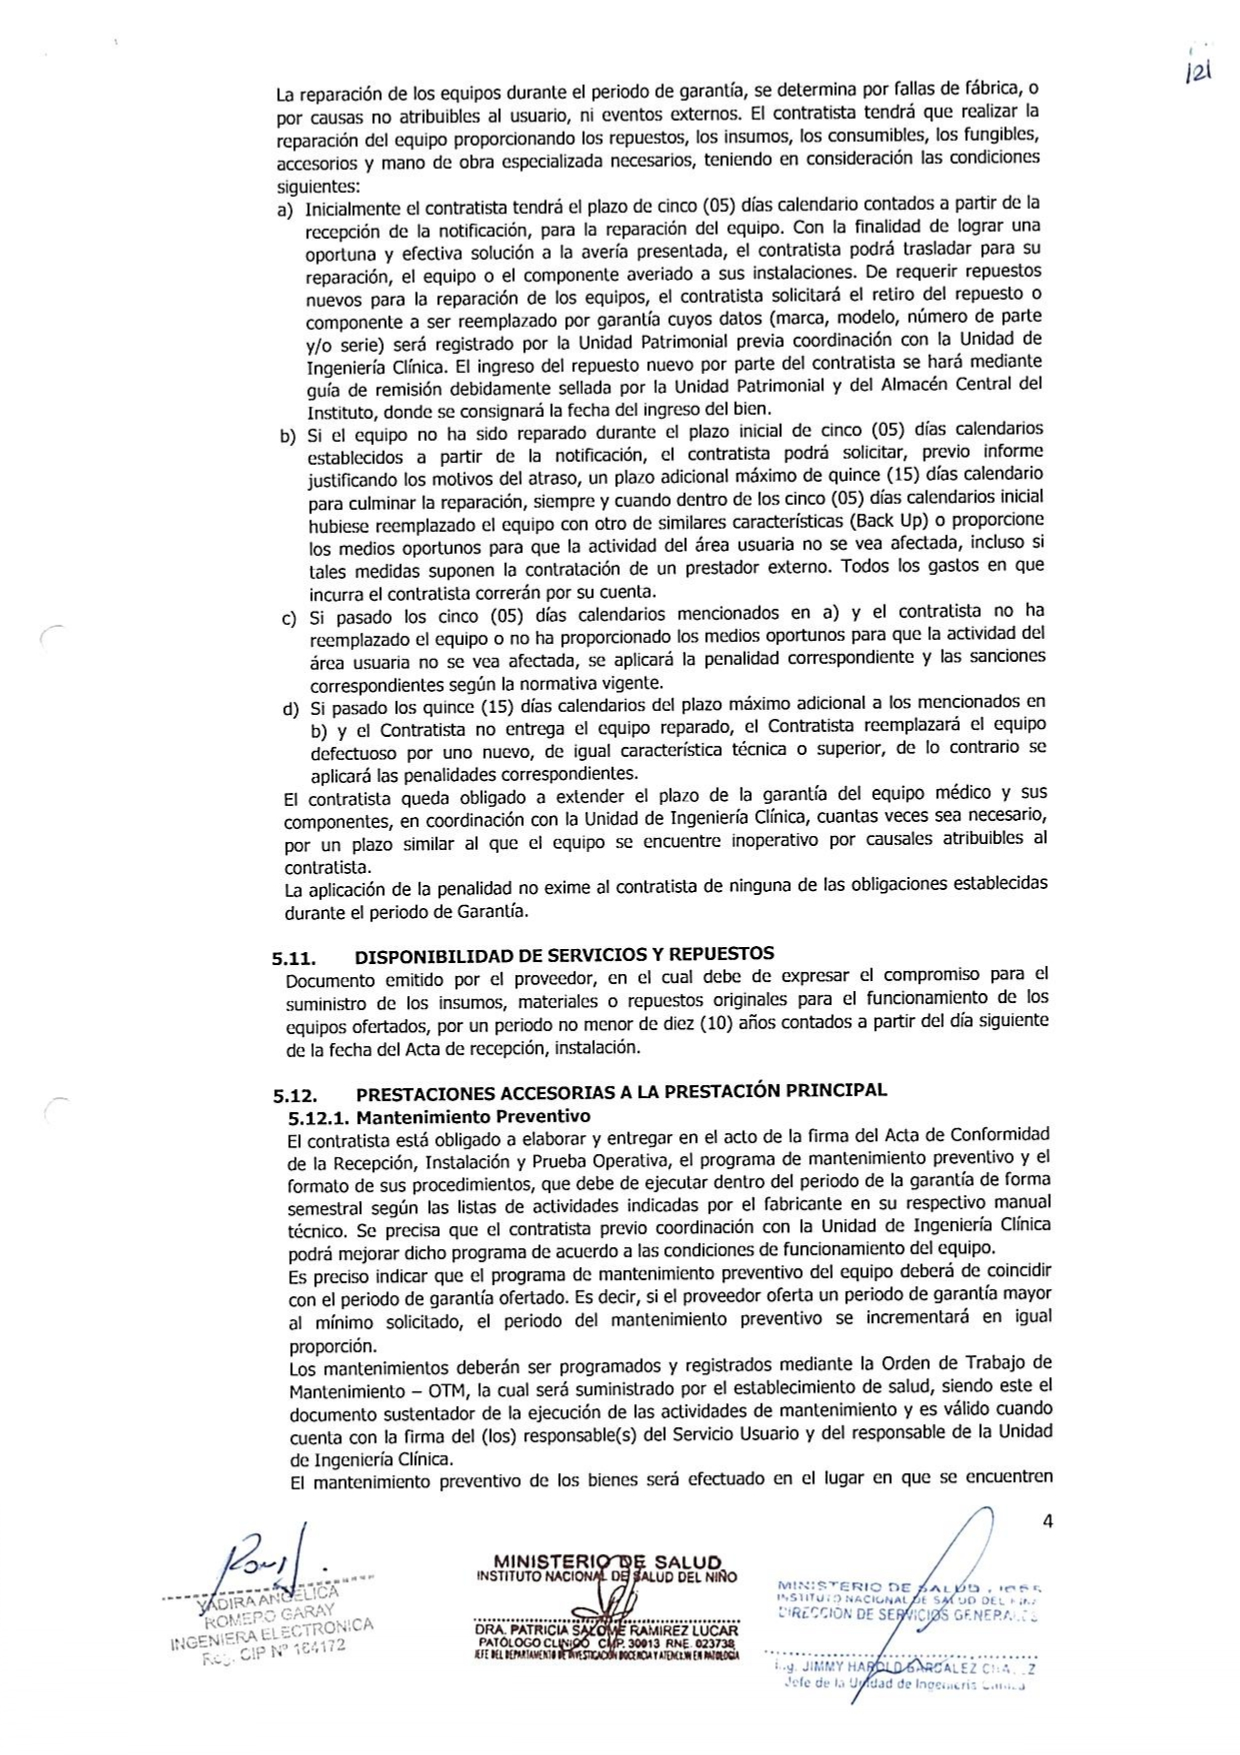 121
La reparación de los equipos durante el periodo de garantía, se determina por fallas de fábrica, o
por causas no atribuibles al usuario, ni eventos externos. El contratista tendrá que realizar la
reparación del equipo proporcionando los repuestos, los insumos, los consumibles, los fungibles,
accesorios y mano de obra especializada necesarios, teniendo en consideración las condiciones
siguientes:
a) Inicialmente el contratista tendrá el plazo de cinco (05) días calendario contados a partir de la
recepción de la notificación, para la reparación del equipo. Con la finalidad de lograr una
oportuna y efectiva solución a la avería presentada, el contratista podrá trasladar para su
reparación, el equipo o el componente averiado a sus instalaciones. De requerir repuestos
nuevos para la reparación de los equipos, el contratista solicitará el retiro del repuesto o
componente a ser reemplazado por garantía cuyos datos (marca, modelo, número de parte
y/o serie) será registrado por la Unidad Patrimonial previa coordinación con la Unidad de
Ingeniería Clínica. El ingreso del repuesto nuevo por parte del contratista se hará mediante
guía de remisión debidamente sellada por la Unidad Patrimonial y del Almacén Central del
Instituto, donde se consignará la fecha del ingreso del bien.
b) Si el equipo no ha sido reparado durante el plazo inicial de cinco (05) días calendarios
establecidos a partir de la notificación, el contratista podrá solicitar, previo informe
justificando los motivos del atraso, un plazo adicional máximo de quince (15) días calendario
para culminar la reparación, siempre y cuando dentro de los cinco (05) días calendarios inicial
hubiese reemplazado el equipo con otro de similares características (Back Up) o proporcione
los medios oportunos para que la actividad del área usuaria no se vea afectada, incluso si
tales medidas suponen la contratación de un prestador externo. Todos los gastos en que
incurra el contratista correrán por su cuenta.
c) Si pasado los cinco (05) días calendarios mencionados en a) y el contratista no ha
reemplazado el equipo o no ha proporcionado los medios oportunos para que la actividad del
área usuaria no se vea afectada, se aplicará la penalidad correspondiente y las sanciones
correspondientes según la normativa vigente.
d) Si pasado los quince (15) días calendarios del plazo máximo adicional a los mencionados en
b) y el Contratista no entrega el equipo reparado, el Contratista reemplazará el equipo
defectuoso por uno nuevo, de igual característica técnica o superior, de lo contrario se
aplicará las penalidades correspondientes.
El contratista queda obligado a extender el plazo de la garantía del equipo médico y sus
componentes, en coordinación con la Unidad de Ingeniería Clínica, cuantas veces sea necesario,
por un plazo similar al que el equipo se encuentre inoperativo por causales atribuibles al
contratista.
La aplicación de la penalidad no exime al contratista de ninguna de las obligaciones establecidas
durante el periodo de Garantía.
5.11. DISPONIBILIDAD DE SERVICIOS Y REPUESTOS
Documento emitido por el proveedor, en el cual debe de expresar el compromiso para el
suministro de los insumos, materiales o repuestos originales para el funcionamiento de los
equipos ofertados, por un periodo no menor de diez (10) años contados a partir del día siguiente
de la fecha del Acta de recepción, instalación.
5.12. PRESTACIONES ACCESORIAS A LA PRESTACIÓN PRINCIPAL
5.12.1. Mantenimiento Preventivo
El contratista está obligado a elaborar y entregar en el acto de la firma del Acta de Conformidad
de la Recepción, Instalación y Prueba Operativa, el programa de mantenimiento preventivo y el
formato de sus procedimientos, que debe de ejecutar dentro del periodo de la garantía de forma
semestral según las listas de actividades indicadas por el fabricante en su respectivo manual
técnico. Se precisa que el contratista previo coordinación con la Unidad de Ingeniería Clínica
podrá mejorar dicho programa de acuerdo a las condiciones de funcionamiento del equipo.
Es preciso indicar que el programa de mantenimiento preventivo del equipo deberá de coincidir
con el periodo de garantía ofertado. Es decir, si el proveedor oferta un periodo de garantía mayor
al mínimo solicitado, el periodo del mantenimiento preventivo se incrementará en igual
proporción.
Los mantenimientos deberán ser programados y registrados mediante la Orden de Trabajo de
Mantenimiento – OTM, la cual será suministrado por el establecimiento de salud, siendo este el
documento sustentador de la ejecución de las actividades de mantenimiento y es válido cuando
cuenta con la firma del (los) responsable(s) del Servicio Usuario y del responsable de la Unidad
de Ingeniería Clínica.
El mantenimiento preventivo de los bienes será efectuado en el lugar en que se encuentren
4
YADIRA ANGELICA
ROMERO GARAY
INGENIERA ELECTRONICA
Reg. CIP N° 184172
MINISTERIO DE SALUD
INSTITUTO NACIONAL DE SALUD DEL NIÑO
DRA. PATRICIA SALOME RAMIREZ LUCAR
PATÓLOGO CLINICO CMP. 30013 RNE. 023738
JEFE DEL DEPARTAMENTO DE INVESTIGACIÓN DOCENCIA Y ATENCION EN PATOLOGIA
MINISTERIO DE SALUD
INSTITUTO NACIONAL DE SALUD DEL
DIRECCIÓN DE SERVICIOS GENERALES
Ing. JIMMY HAROLD
Jefe de la Unidad de Ingenieria